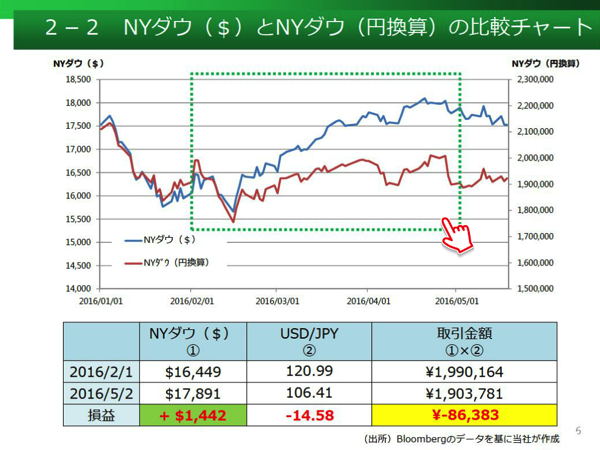 ２－２　NYダウ（＄）とNYダウ（円換算）の比較チャート
NYダウ（＄）
NYダウ（円換算）
18,500
18,000
17,500
17,000
16,500
16,000
15,500
15,000
14,500
14,000
2,300,000
2,200,000
2,100,000
2,000,000
1,900,000
1,800,000
1,700,000
1,600,000
1,500,000
NYダウ（＄）
NYﾀﾞｳ（円換算）
2016/01/01 2016/02/01 2016/03/01 2016/04/01 2016/05/01
NYダウ（＄） USD/JPY 取引金額
① ② ①×②
2016/2/1 $16,449 120.99 ¥1,990,164
2016/5/2 $17,891 106.41 ¥1,903,781
損益 + $1,442 -14.58 ¥-86,383
（出所）Bloombergのデータを基に当社が作成
5